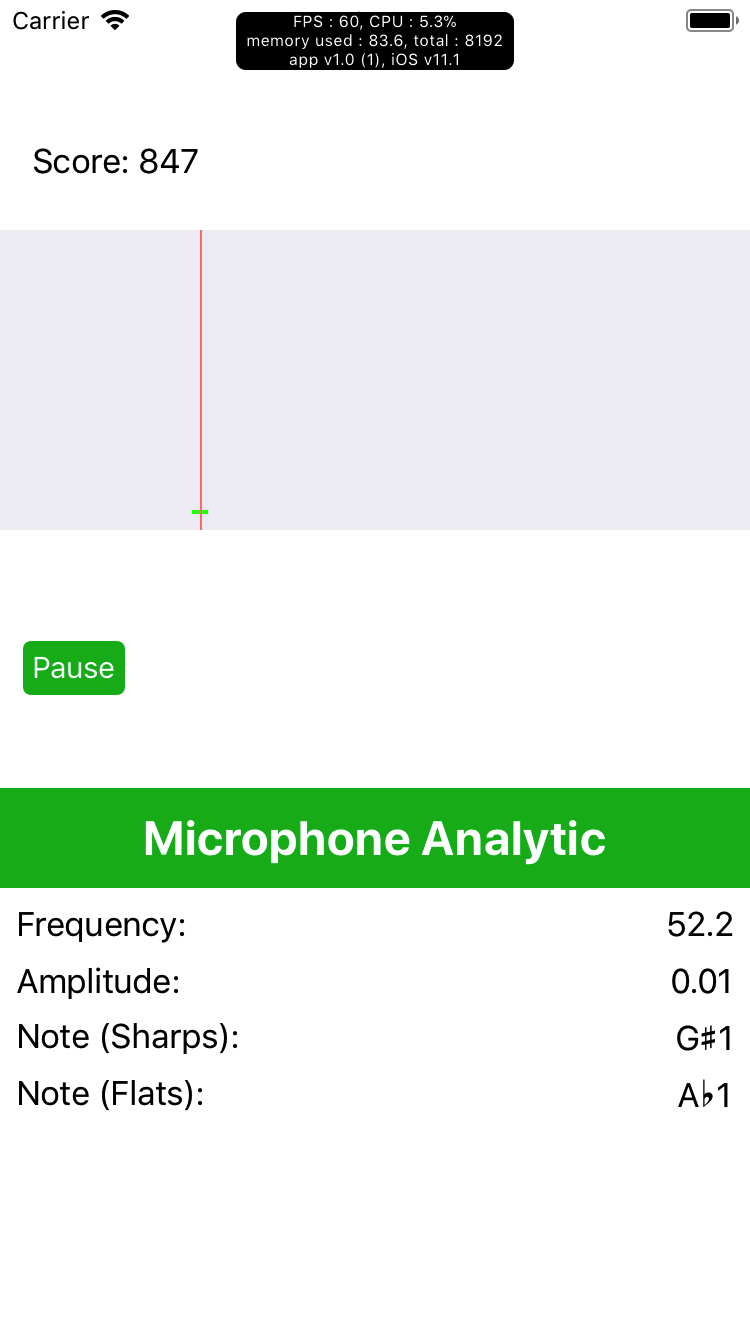 Carrier
FPS : 60, CPU : 5.3%
memory used : 83.6, total : 8192
app v1.0 (1), iOS v11.1
Score: 847
Pause
Microphone Analytic
Frequency: 52.2
Amplitude: 0.01
Note (Sharps): G♯1
Note (Flats): A♭1